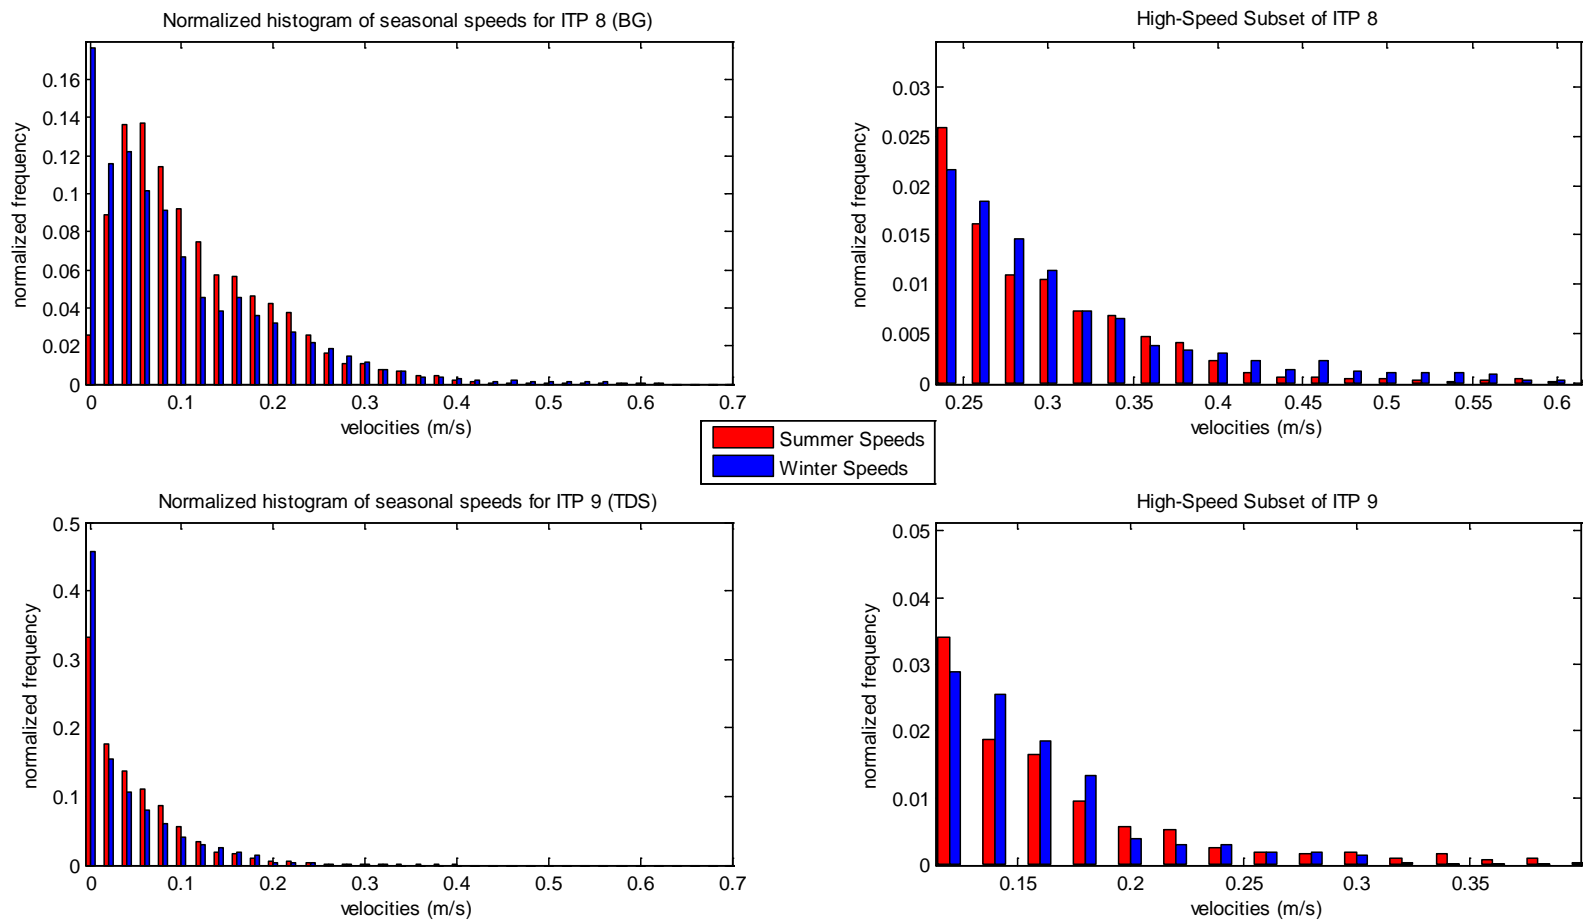 Normalized histogram of seasonal speeds for ITP 8 (BG)
normalized frequency
0.16
0.14
0.12
0.1
0.08
0.06
0.04
0.02
0
0 0.1 0.2 0.3 0.4 0.5 0.6 0.7
velocities (m/s)
High-Speed Subset of ITP 8
normalized frequency
0.03
0.025
0.02
0.015
0.01
0.005
0
0.25 0.3 0.35 0.4 0.45 0.5 0.55 0.6
velocities (m/s)
Summer Speeds
Winter Speeds
Normalized histogram of seasonal speeds for ITP 9 (TDS)
normalized frequency
0.5
0.4
0.3
0.2
0.1
0
0 0.1 0.2 0.3 0.4 0.5 0.6 0.7
velocities (m/s)
High-Speed Subset of ITP 9
normalized frequency
0.05
0.04
0.03
0.02
0.01
0
0.15 0.2 0.25 0.3 0.35
velocities (m/s)